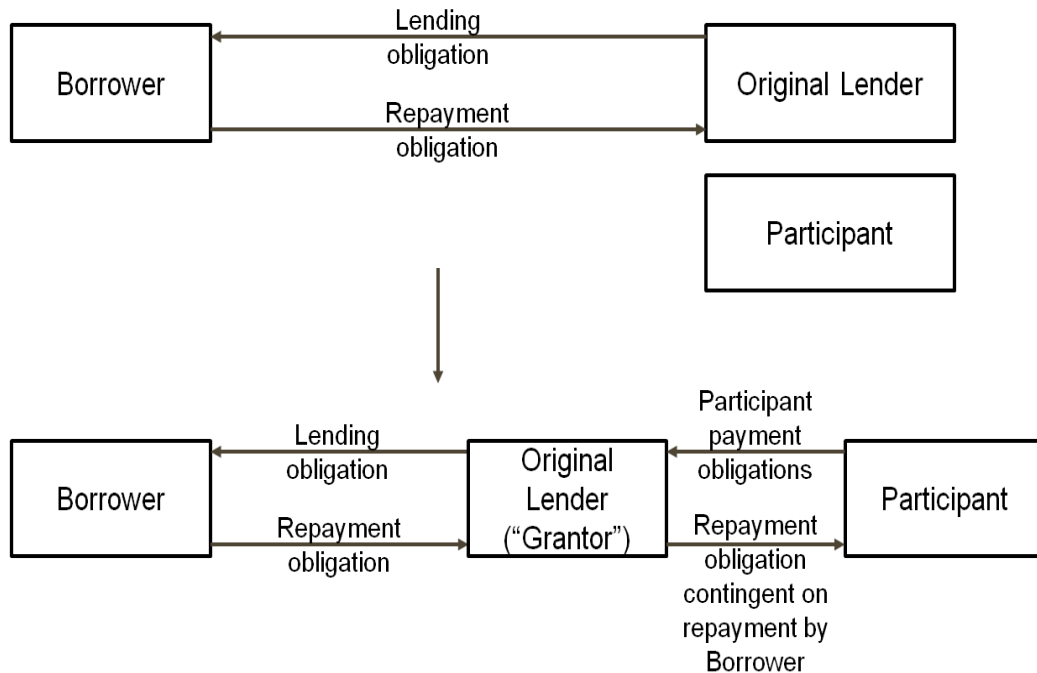 Lending
obligation
Borrower
Original Lender
Repayment
obligation
Participant
Participant
payment
obligations
Lending
obligation
Borrower
Original
Lender
(“Grantor”)
Participant
Repayment
obligation
Repayment
obligation
contingent on
repayment by
Borrower